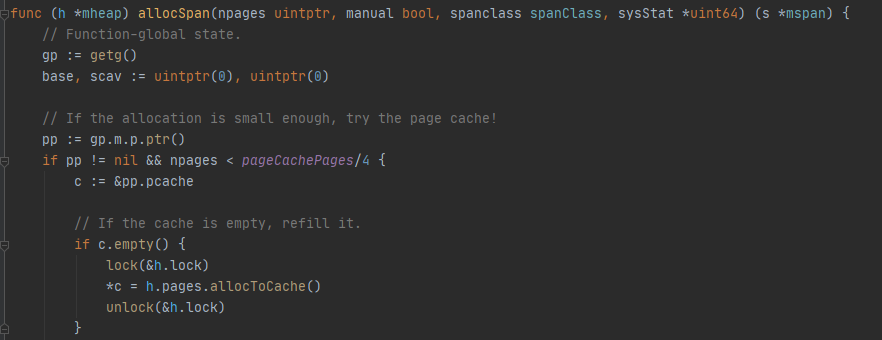 func (h *mheap) allocSpan(npages uintptr, manual bool, spanclass spanClass, sysStat *uint64) (s *mspan) {
    // Function-global state.
    gp := getg()
    base, scav := uintptr(0), uintptr(0)

    // If the allocation is small enough, try the page cache!
    pp := gp.m.p.ptr()
    if pp != nil && npages < pageCachePages/4 {
        c := &pp.pcache

        // If the cache is empty, refill it.
        if c.empty() {
            lock(&h.lock)
            *c = h.pages.allocToCache()
            unlock(&h.lock)
        }